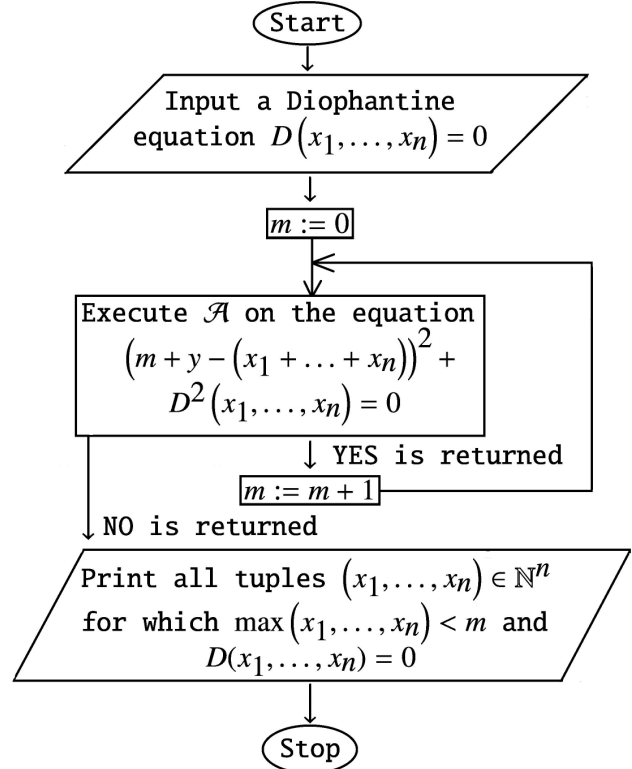 Start
Input a Diophantine
equation D(x₁,…,xₙ)=0
m := 0
Execute 𝒜 on the equation
(m+y−(x₁+…+xₙ))²+
D²(x₁,…,xₙ)=0
YES is returned
m := m+1
NO is returned
Print all tuples (x₁,…,xₙ)∈ℕⁿ
for which max(x₁,…,xₙ)<m and
D(x₁,…,xₙ)=0
Stop